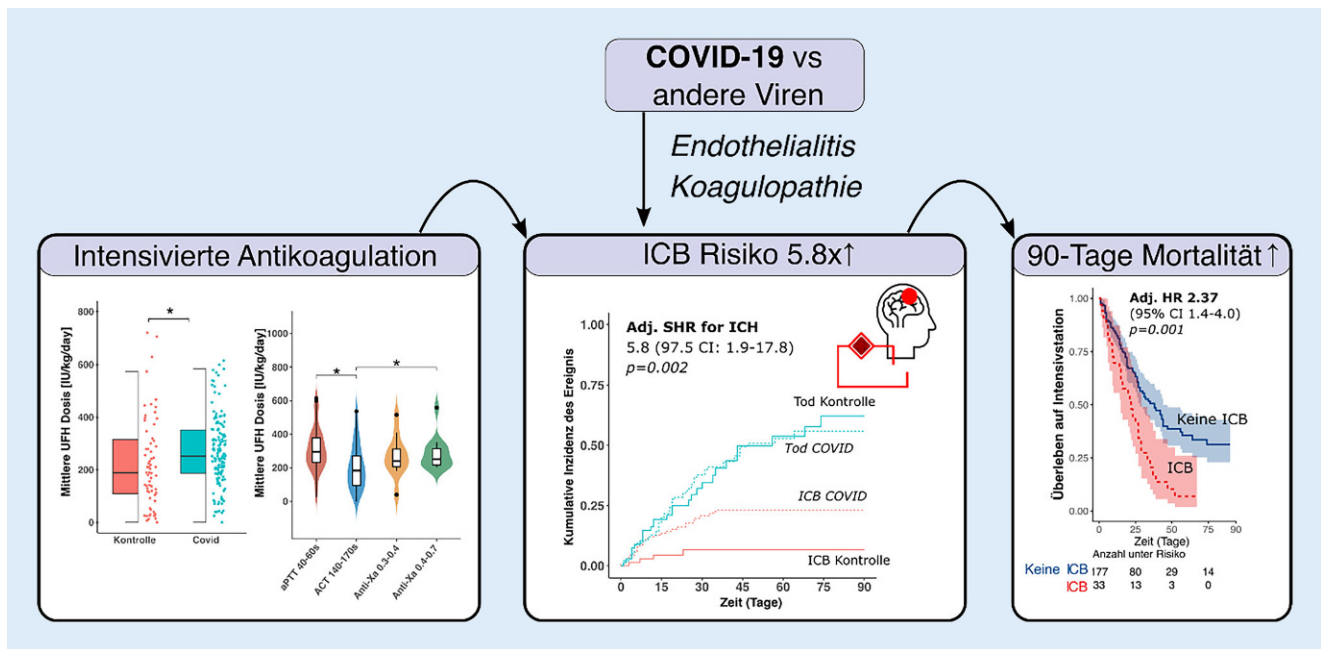 COVID-19 vs
andere Viren
Endothelialitis
Koagulopathie
Intensivierte Antikoagulation
Mittlere UFH Dosis [IU/kg/day]
800
600
400
200
0
*
Kontrolle
Covid
Mittlere UFH Dosis [IU/kg/day]
1000
800
600
400
200
0
*
*
aPTT 40-60s
ACT 140-170s
Anti-Xa 0.3-0.4
Anti-Xa 0.4-0.7
ICB Risiko 5.8x↑
Adj. SHR for ICH
5.8 (97.5 CI: 1.9-17.8)
p=0.002
Kumulative Inzidenz des Ereignis
1.00
0.75
0.50
0.25
0.00
Tod Kontrolle
Tod COVID
ICB COVID
ICB Kontrolle
0 15 30 45 60 75 90
Zeit (Tage)
90-Tage Mortalität↑
Adj. HR 2.37
(95% CI 1.4-4.0)
p=0.001
Überleben auf Intensivstation
1.00
0.75
0.50
0.25
0.00
Keine ICB
ICB
0 25 50 75 90
Zeit (Tage)
Anzahl unter Risiko
Keine ICB 177 80 29 14
ICB 33 13 3 0